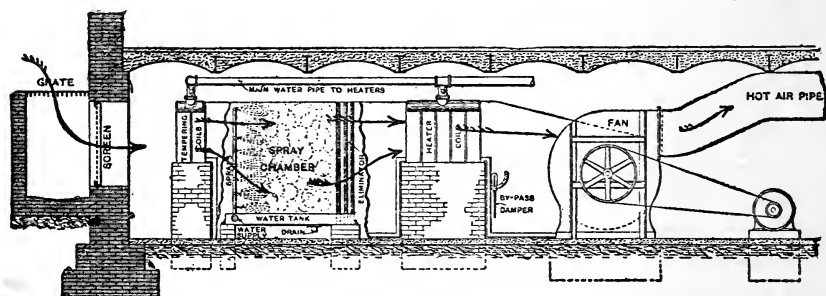 GRATE
SCREEN
MAIN WATER PIPE TO HEATERS
TEMPERING
COILS
SPRAY
SPRAY
CHAMBER
ELIMINATOR
HEATER
COILS
FAN
HOT AIR PIPE
BY-PASS
DAMPER
WATER TANK
WATER
SUPPLY
DRAIN